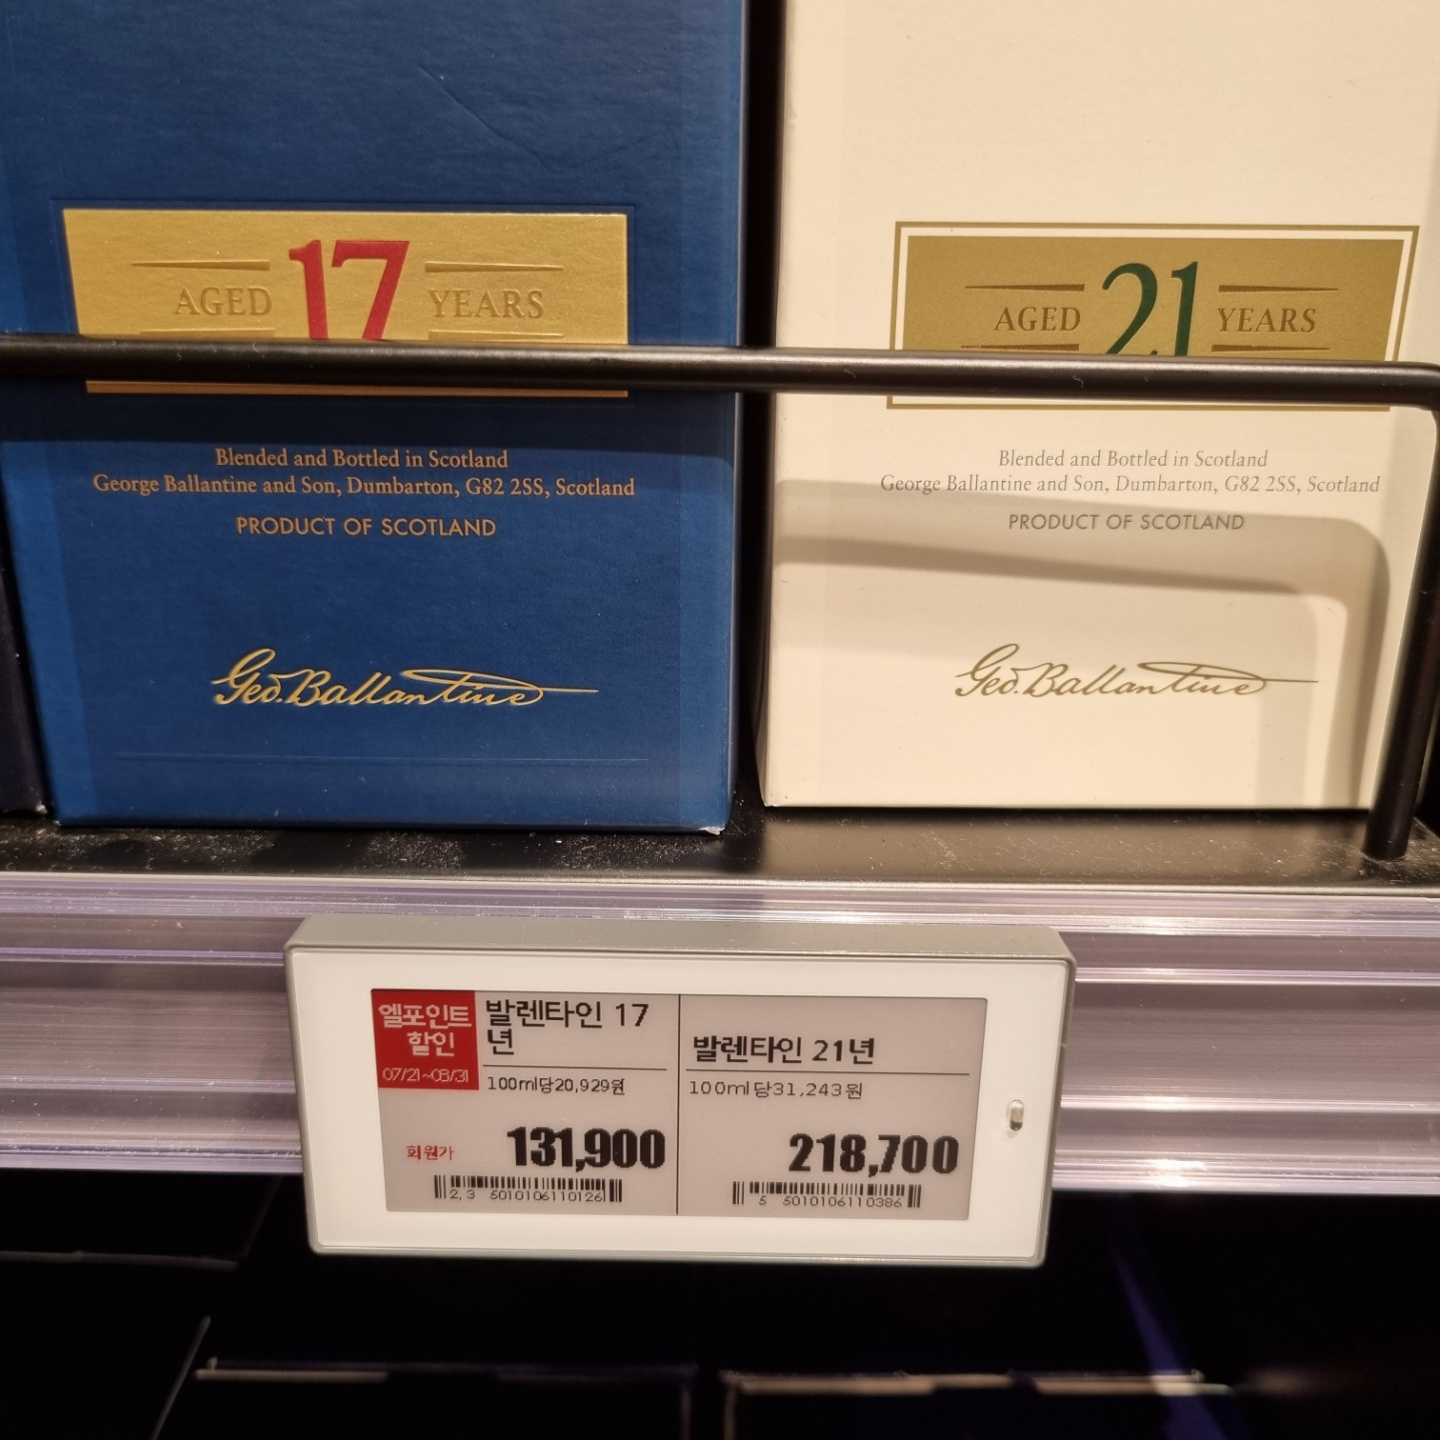 AGED 17 YEARS
Blended and Bottled in Scotland
George Ballantine and Son, Dumbarton, G82 2SS, Scotland
PRODUCT OF SCOTLAND
Geo. Ballantine
AGED 21 YEARS
Blended and Bottled in Scotland
George Ballantine and Son, Dumbarton, G82 2SS, Scotland
PRODUCT OF SCOTLAND
Geo. Ballantine
엘포인트
할인
07/21~08/31
발렌타인 17
년
100ml당20,929원
회원가
131,900
2, 3 5010106110126
발렌타인 21년
100ml당31,243원
218,700
5 5010106110386